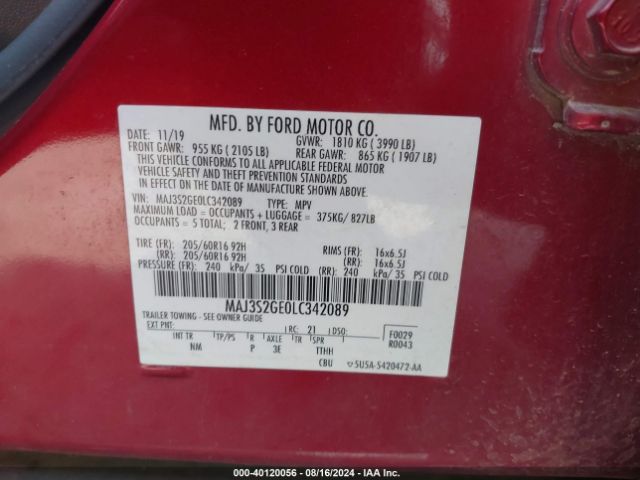 MFD. BY FORD MOTOR CO.
11/19 GVWR: 1810 KG ( 3990 LB)
FRONT GAWR: 955 KG ( 2105 LB) REAR GAWR: 865 KG ( 1907 LB)
THIS VEHICLE CONFORMS TO ALL APPLICABLE FEDERAL MOTOR
VEHICLE SAFETY AND THEFT PREVENTION STANDARDS
IN EFFECT ON THE DATE OF MANUFACTURE SHOWN ABOVE.
VIN: MAJ3S2GE0LC342089 TYPE: MPV
MAXIMUM LOAD = OCCUPANTS + LUGGAGE = 375KG/ 827LB
OCCUPANTS = 5 TOTAL; 2 FRONT, 3 REAR
TIRE (FR): 205/60R16 92H RIMS (FR): 16x6.5J
(RR): 205/60R16 92H (RR): 16x6.5J
PRESSURE (FR): 240 kPa/ 35 PSI COLD (RR): 240 kPa/ 35 PSI COLD
MAJ3S2GE0LC342089
TRAILER TOWING - SEE OWNER GUIDE
EXT PNT: RC: 21 DSO: F0029
R0043
INT TR TP/PS R AXLE TR SPR
NM P 3E TTHH
CBU 5U5A-S420472-AA
000-40120056 - 08/16/2024 - IAA Inc.